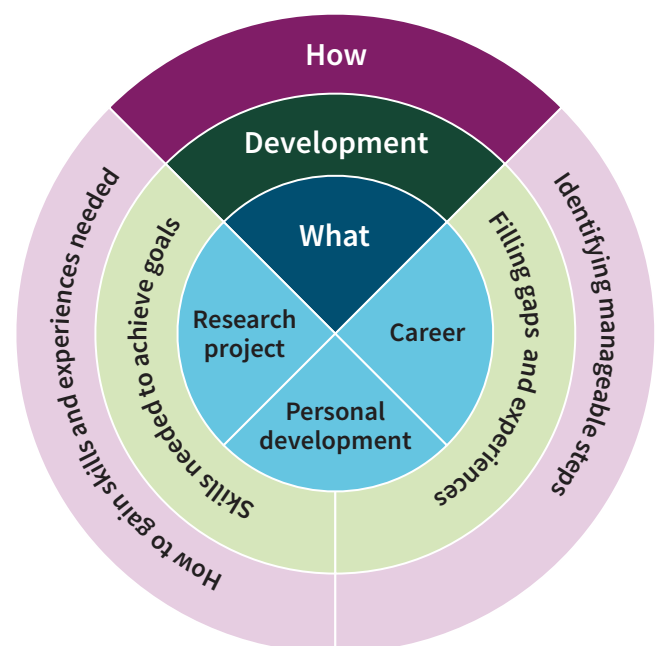 How
Development
What
Research
project
Career
Personal
development
Skills needed to achieve goals
Filling gaps and experiences
How to gain skills and experiences needed
Identifying manageable steps